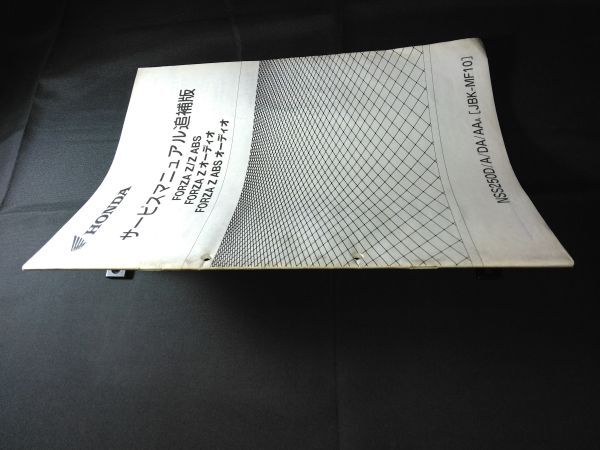 HONDA
サービスマニュアル追補版
FORZA Z/Z ABS
FORZA Z オーディオ
FORZA Z ABS オーディオ
NSS250D/A/DA/AA₈ [JBK-MF10]